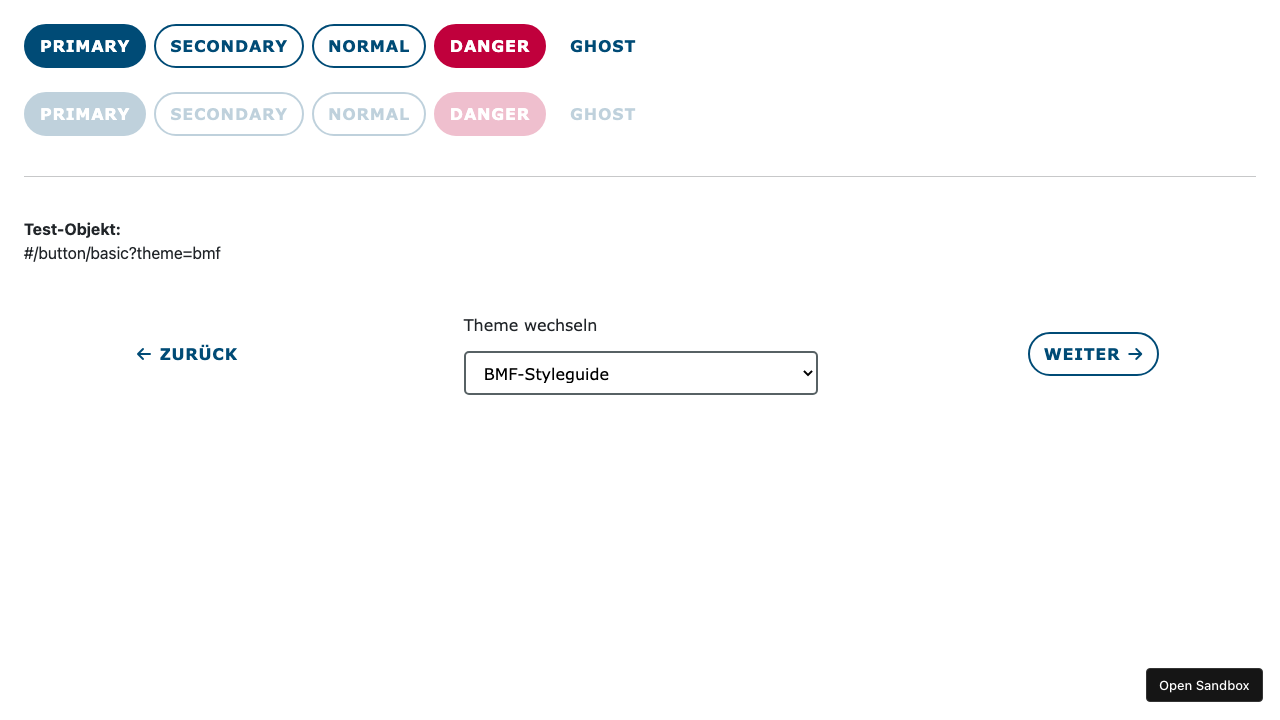 PRIMARY SECONDARY NORMAL DANGER GHOST
PRIMARY SECONDARY NORMAL DANGER GHOST
Test-Objekt:
#/button/basic?theme=bmf
Theme wechseln
← ZURÜCK
BMF-Styleguide
WEITER →
Open Sandbox